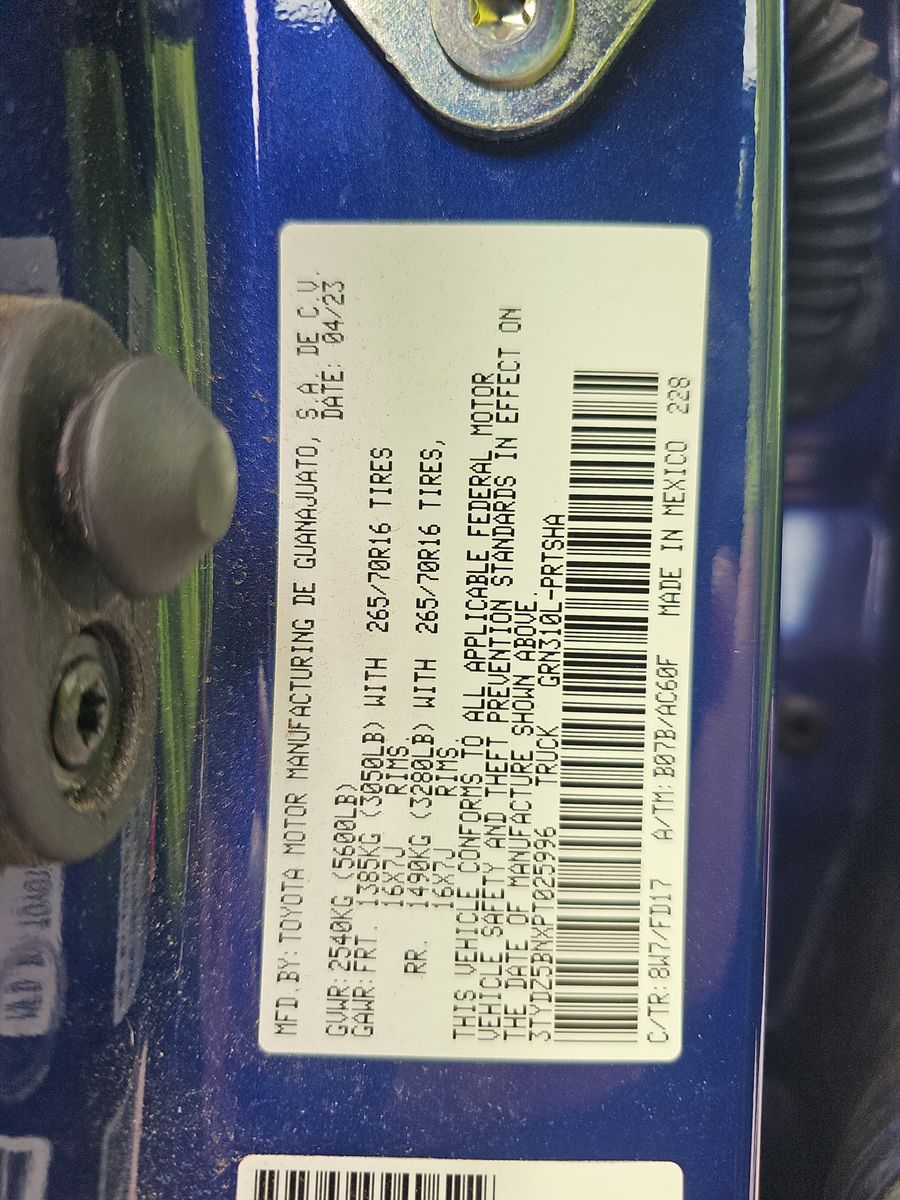 MFD.BY: TOYOTA MOTOR MANUFACTURING DE GUANAJUATO, S.A. DE C.V.
DATE: 04/23
GVWR: 2540KG (5600LB)
GAWR: FRT. 1385KG (3050LB) WITH 265/70R16 TIRES
16X7J RIMS.
RR. 1490KG (3280LB) WITH 265/70R16 TIRES,
16X7J RIMS.
THIS VEHICLE CONFORMS TO ALL APPLICABLE FEDERAL MOTOR
VEHICLE SAFETY AND THEFT PREVENTION STANDARDS IN EFFECT ON
THE DATE OF MANUFACTURE SHOWN ABOVE.
3TYDZ5BNXPT025996 TRUCK GRN310L-PRTSHA
C/TR: 8W7/FD17 A/TM: B07B/AC60F MADE IN MEXICO 228